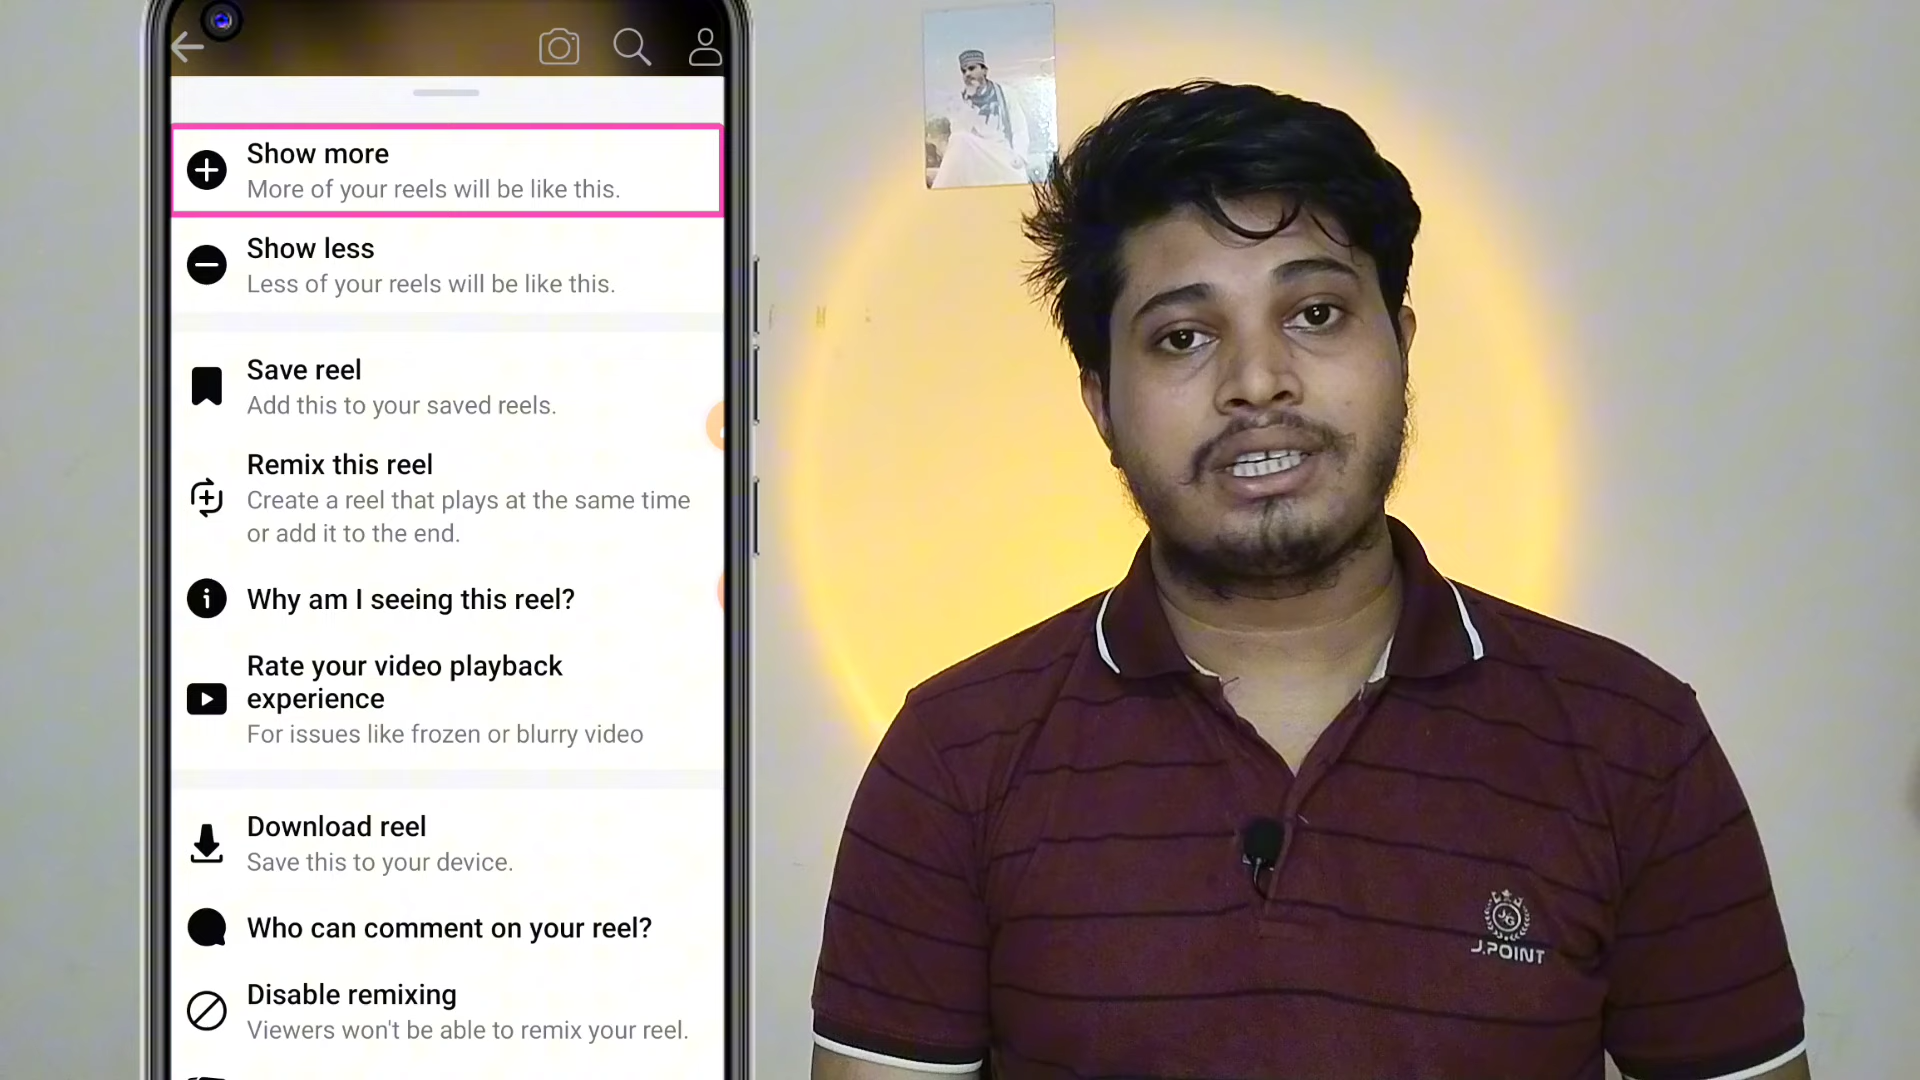 Show more
More of your reels will be like this.
Show less
Less of your reels will be like this.
Save reel
Add this to your saved reels.
Remix this reel
Create a reel that plays at the same time
or add it to the end.
Why am I seeing this reel?
Rate your video playback
experience
For issues like frozen or blurry video
Download reel
Save this to your device.
Who can comment on your reel?
Disable remixing
Viewers won't be able to remix your reel.
J.POINT